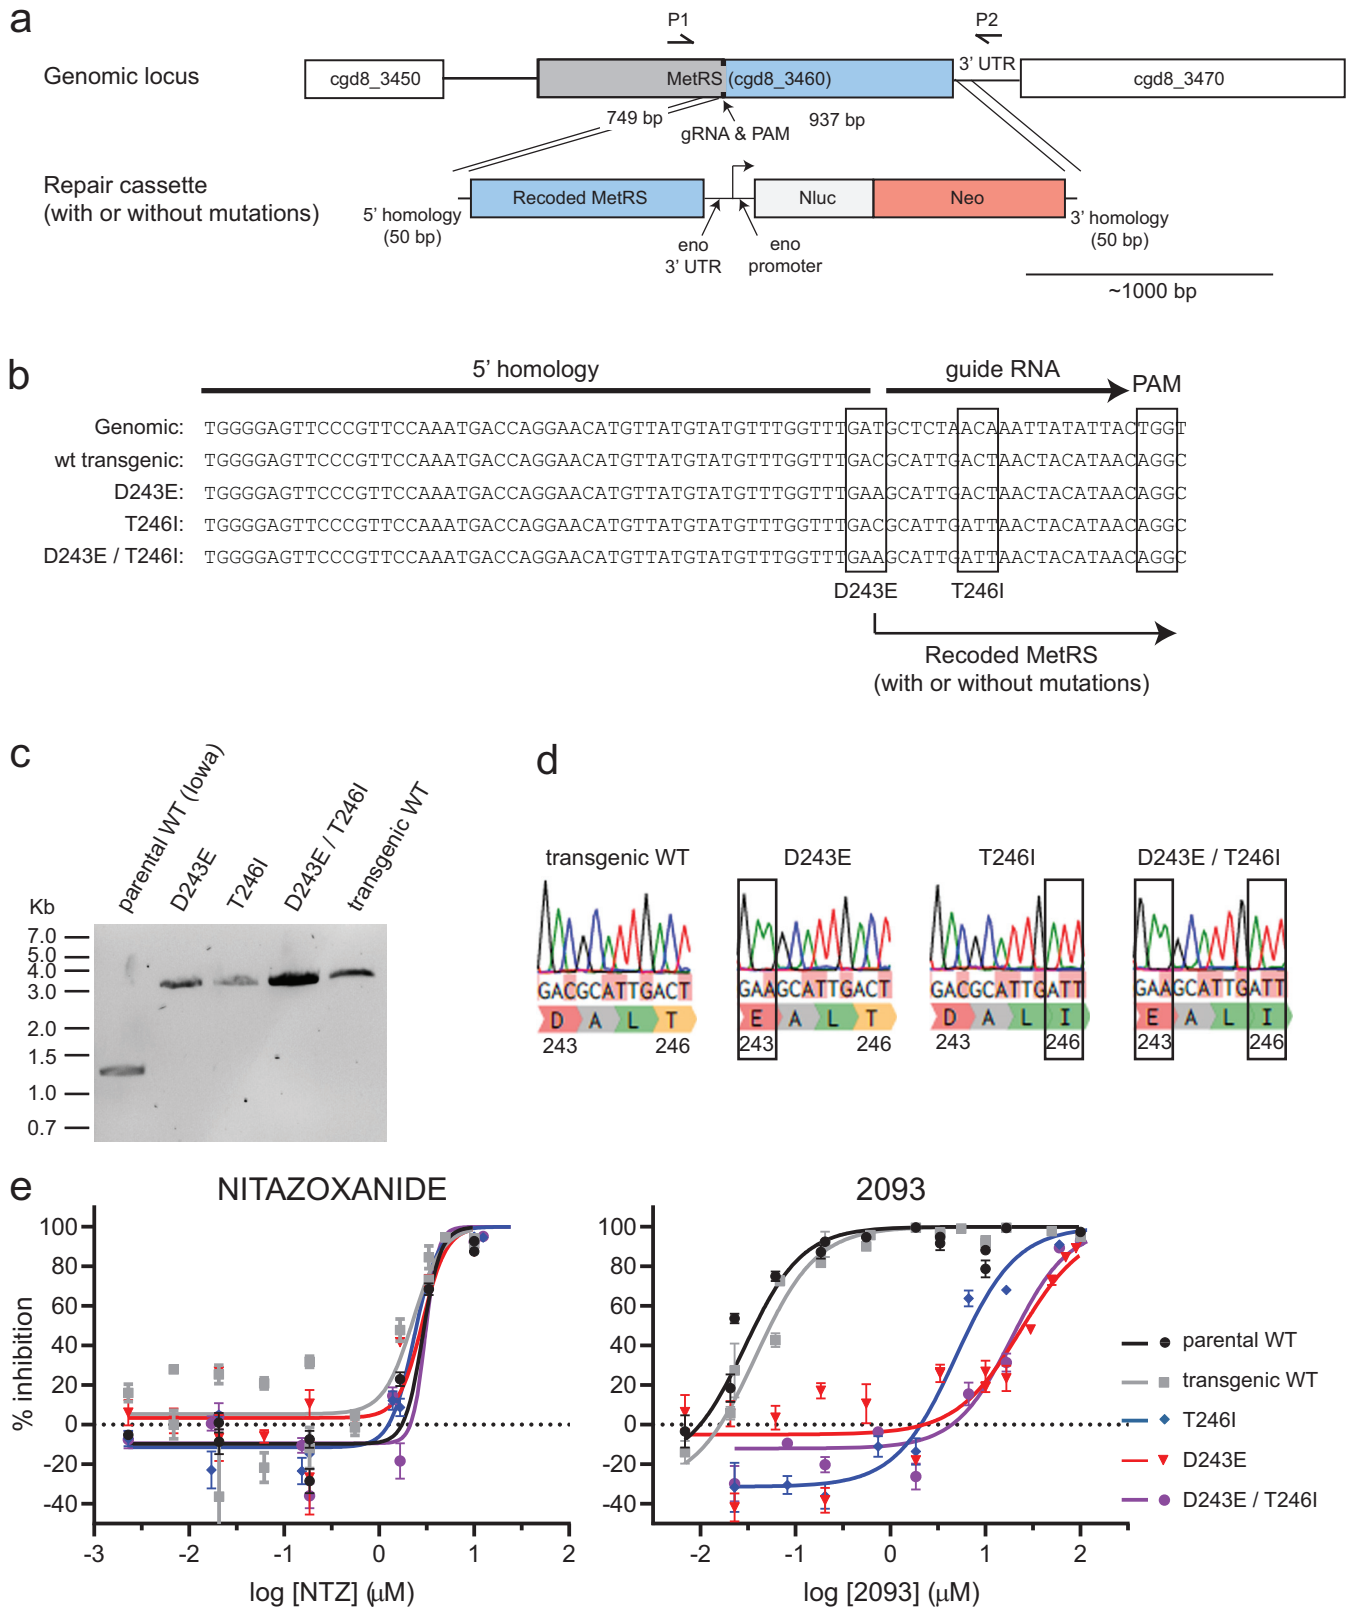 a
P1
P2
Genomic locus
cgd8_3450
MetRS (cgd8_3460)
3' UTR
cgd8_3470
749 bp
gRNA & PAM
937 bp
Repair cassette
(with or without mutations)
5' homology
(50 bp)
Recoded MetRS
Nluc
Neo
3' homology
(50 bp)
eno
3' UTR
eno
promoter
~1000 bp
b
5' homology
guide RNA
PAM
Genomic: TGGGGAGTTCCCGTTCCAAATGACCAGGAACATGTTATGTATGTTTGGTTTGATGCTCTAACAAATTATATTACTGGT
wt transgenic: TGGGGAGTTCCCGTTCCAAATGACCAGGAACATGTTATGTATGTTTGGTTTGACGCATTGACTAACTACATAACAGGC
D243E: TGGGGAGTTCCCGTTCCAAATGACCAGGAACATGTTATGTATGTTTGGTTTGAAGCATTGACTAACTACATAACAGGC
T246I: TGGGGAGTTCCCGTTCCAAATGACCAGGAACATGTTATGTATGTTTGGTTTGACGCATTGATTAACTACATAACAGGC
D243E / T246I: TGGGGAGTTCCCGTTCCAAATGACCAGGAACATGTTATGTATGTTTGGTTTGAAGCATTGATTAACTACATAACAGGC
D243E
T246I
Recoded MetRS
(with or without mutations)
c
parental WT (Iowa)
D243E
T246I
D243E / T246I
transgenic WT
Kb
7.0
5.0
4.0
3.0
2.0
1.5
1.0
0.7
d
transgenic WT
GACGCATTGACT
D A L T
243 246
D243E
GAAGCATTGACT
E A L T
243 246
T246I
GACGCATTGATT
D A L I
243 246
D243E / T246I
GAAGCATTGATT
E A L I
243 246
e
NITAZOXANIDE
% inhibition
100
80
60
40
20
0
-20
-40
-3 -2 -1 0 1 2
log [NTZ] (µM)
2093
100
80
60
40
20
0
-20
-40
-2 -1 0 1 2
log [2093] (µM)
parental WT
transgenic WT
T246I
D243E
D243E / T246I